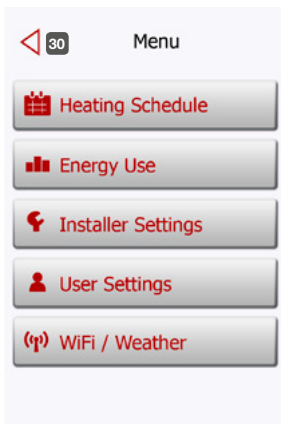 30 Menu
Heating Schedule
Energy Use
Installer Settings
User Settings
WiFi / Weather